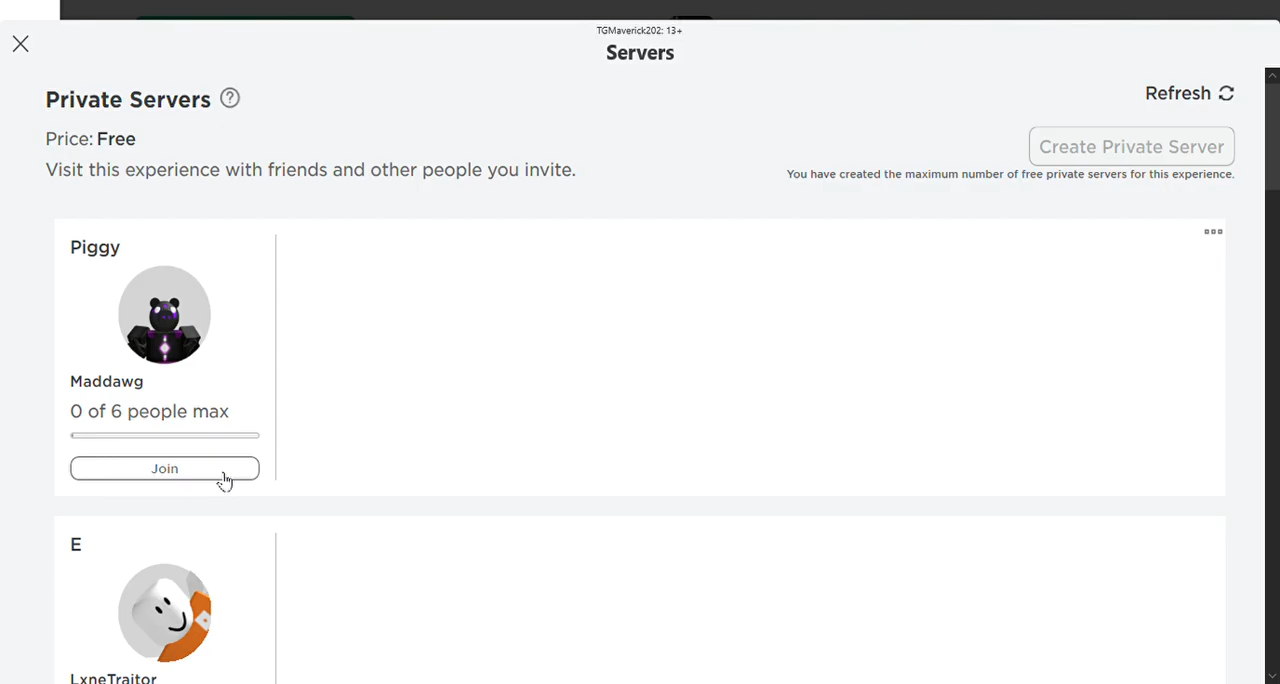 TGMaverick202: 13+
Servers
Private Servers ?
Refresh
Price: Free
Create Private Server
Visit this experience with friends and other people you invite.
You have created the maximum number of free private servers for this experience.
Piggy
Maddawg
0 of 6 people max
Join
E
LxneTraitor